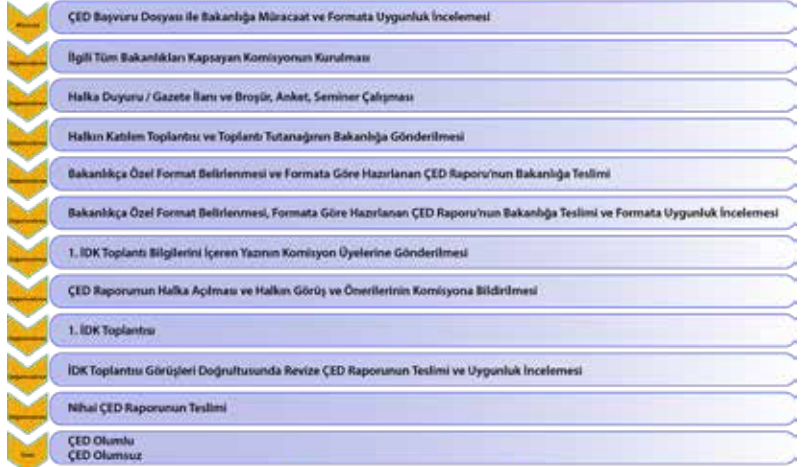 ÇED Başvuru Dosyası ile Bakanlığa Müracaat ve Formata Uygunluk İncelemesi
İlgili Tüm Bakanlıkları Kapsayan Komisyonun Kurulması
Halka Duyuru / Gazete İlanı ve Broşür, Anket, Seminer Çalışması
Halkın Katılım Toplantısı ve Toplantı Tutanağının Bakanlığa Gönderilmesi
Bakanlıkça Özel Format Belirlenmesi ve Formata Göre Hazırlanan ÇED Raporu'nun Bakanlığa Teslimi
Bakanlıkça Özel Format Belirlenmesi, Formata Göre Hazırlanan ÇED Raporu'nun Bakanlığa Teslimi ve Formata Uygunluk İncelemesi
1. İDK Toplantı Bilgilerini İçeren Yazının Komisyon Üyelerine Gönderilmesi
ÇED Raporunun Halka Açılması ve Halkın Görüş ve Önerilerinin Komisyona Bildirilmesi
1. İDK Toplantısı
İDK Toplantısı Görüşleri Doğrultusunda Revize ÇED Raporunun Teslimi ve Uygunluk İncelemesi
Nihai ÇED Raporunun Teslimi
ÇED Olumlu
ÇED Olumsuz